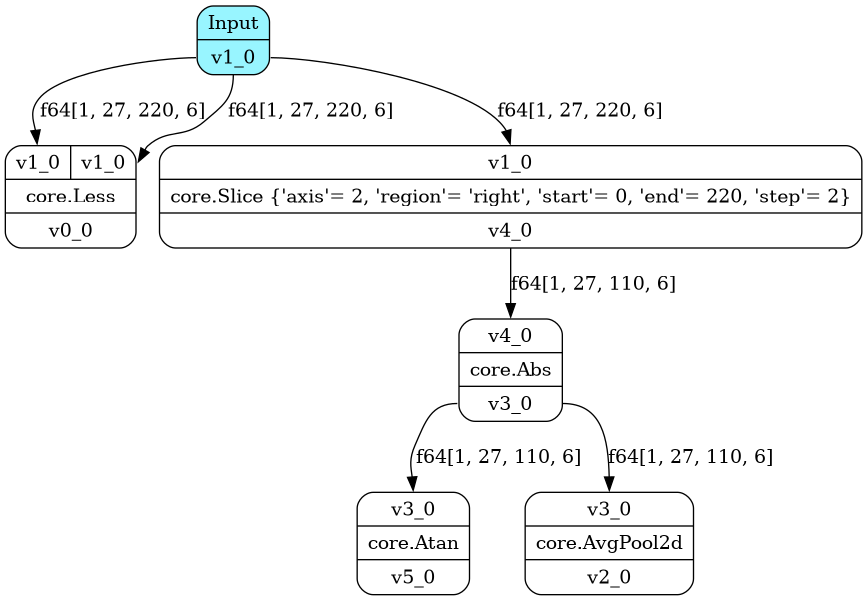 Input
v1_0
f64[1, 27, 220, 6]
f64[1, 27, 220, 6]
f64[1, 27, 220, 6]
v1_0
v1_0
core.Less
v0_0
v1_0
core.Slice {'axis'= 2, 'region'= 'right', 'start'= 0, 'end'= 220, 'step'= 2}
v4_0
f64[1, 27, 110, 6]
v4_0
core.Abs
v3_0
f64[1, 27, 110, 6]
f64[1, 27, 110, 6]
v3_0
core.Atan
v5_0
v3_0
core.AvgPool2d
v2_0